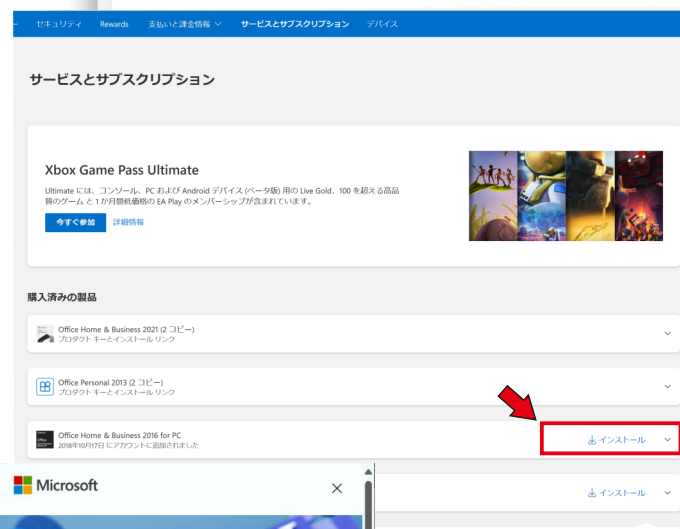 セキュリティ Rewards 支払いと課金情報 サービスとサブスクリプション デバイス
サービスとサブスクリプション
Xbox Game Pass Ultimate
Ultimate には、コンソール、PC および Android デバイス (ベータ版) 用の Live Gold、100 を超える高品
質のゲーム と 1 か月間低価格の EA Play のメンバーシップが含まれています。
今すぐ参加 詳細情報
購入済みの製品
Office Home & Business 2021 (2 コピー)
プロダクト キーとインストール リンク
Office Personal 2013 (2 コピー)
プロダクト キーとインストール リンク
Office Home & Business 2016 for PC
2018年10月17日 にアカウントに追加されました
インストール
インストール
Microsoft